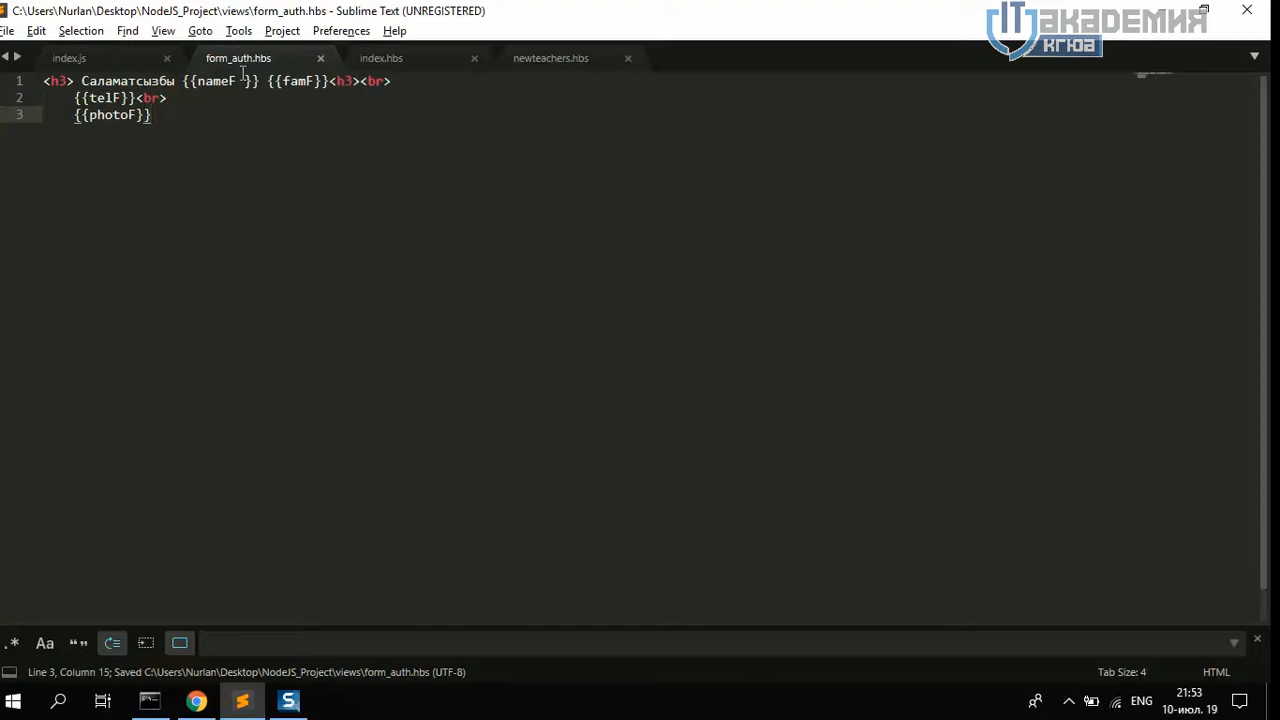 C:\Users\Nurlan\Desktop\NodeJS_Project\views\form_auth.hbs - Sublime Text (UNREGISTERED)
ITакадемия
КГЮА
File Edit Selection Find View Goto Tools Project Preferences Help
index.js form_auth.hbs index.hbs newteachers.hbs
1 <h3> Саламатсызбы {{nameF }} {{famF}}<h3><br>
2 {{telF}}<br>
3 {{photoF}}
.* Aa “”
Line 3, Column 15; Saved C:\Users\Nurlan\Desktop\NodeJS_Project\views\form_auth.hbs (UTF-8) Tab Size: 4 HTML
ENG 21:53
10-июл. 19